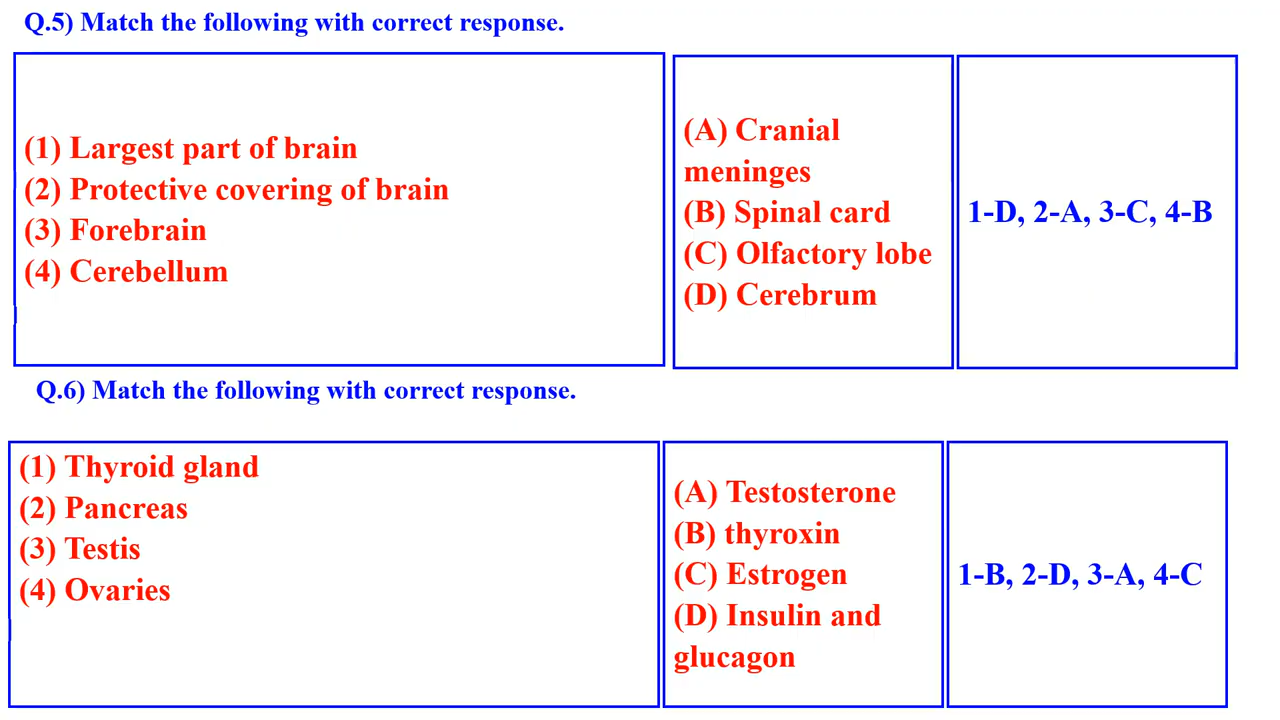 Q.5) Match the following with correct response.
(1) Largest part of brain
(2) Protective covering of brain
(3) Forebrain
(4) Cerebellum
(A) Cranial
meninges
(B) Spinal card
(C) Olfactory lobe
(D) Cerebrum
1-D, 2-A, 3-C, 4-B
Q.6) Match the following with correct response.
(1) Thyroid gland
(2) Pancreas
(3) Testis
(4) Ovaries
(A) Testosterone
(B) thyroxin
(C) Estrogen
(D) Insulin and
glucagon
1-B, 2-D, 3-A, 4-C